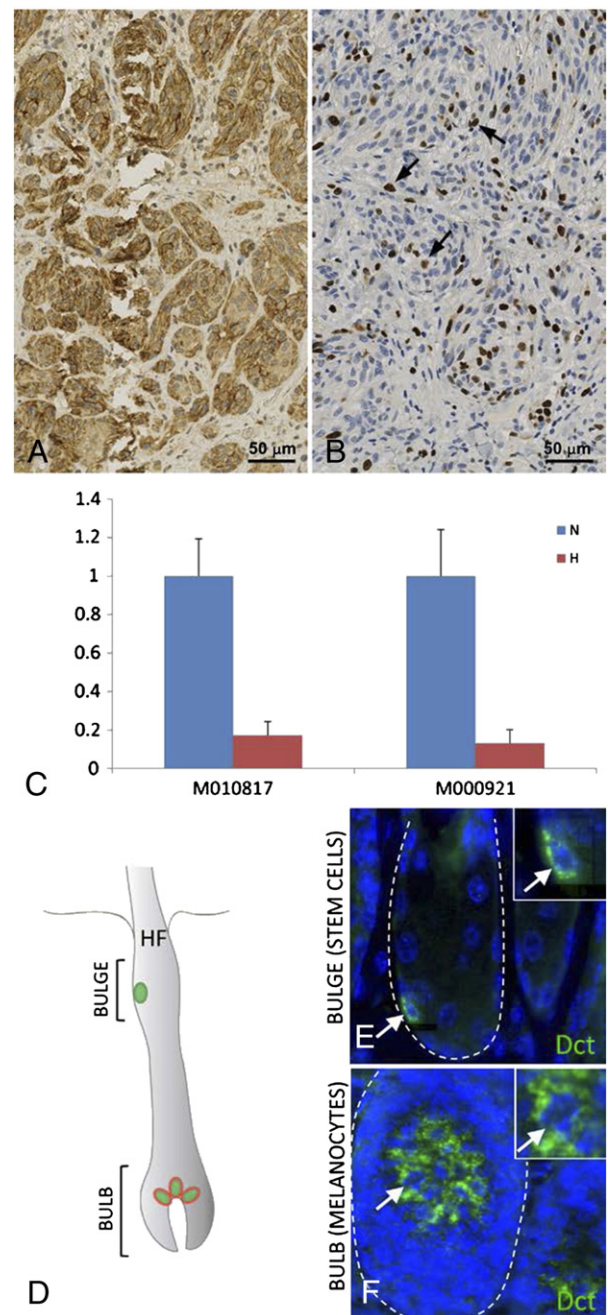 A
50 µm
B
50 µm
1.4
1.2
1
0.8
0.6
0.4
0.2
0
N
H
M010817
M000921
C
HF
BULGE
BULB
D
BULGE (STEM CELLS)
E
Dct
BULB (MELANOCYTES)
F
Dct